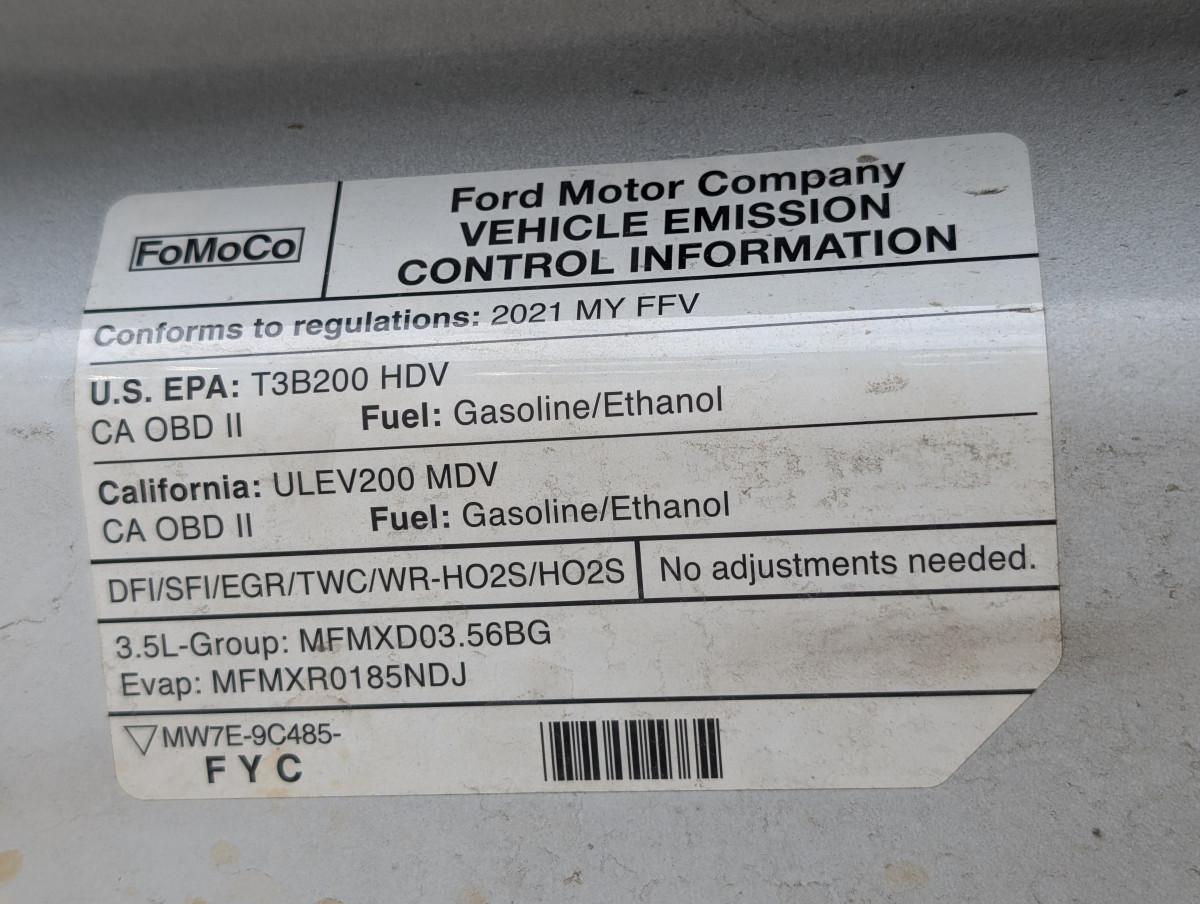 FoMoCo
Ford Motor Company
VEHICLE EMISSION
CONTROL INFORMATION
Conforms to regulations: 2021 MY FFV
U.S. EPA: T3B200 HDV
CA OBD II Fuel: Gasoline/Ethanol
California: ULEV200 MDV
CA OBD II Fuel: Gasoline/Ethanol
DFI/SFI/EGR/TWC/WR-HO2S/HO2S No adjustments needed.
3.5L-Group: MFMXD03.56BG
Evap: MFMXR0185NDJ
MW7E-9C485-
F Y C